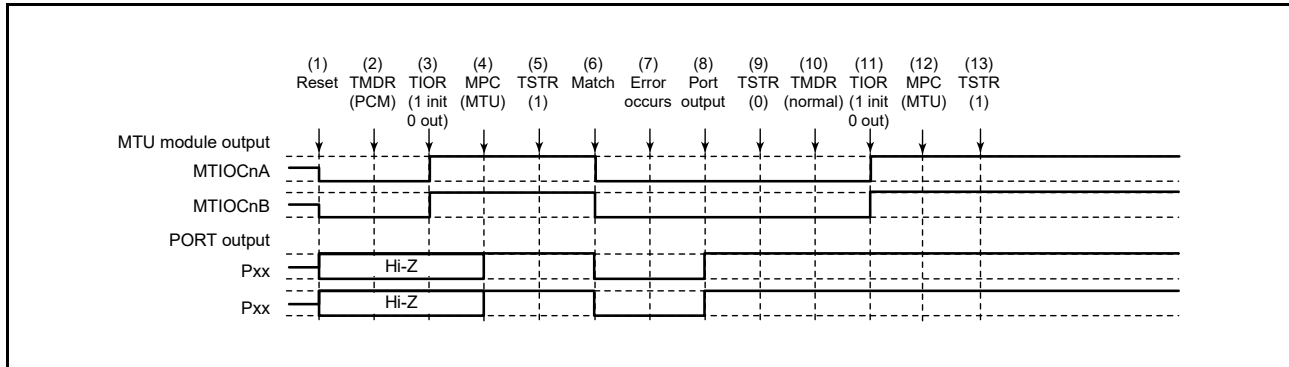 (1) (2) (3) (4) (5) (6) (7) (8) (9) (10) (11) (12) (13)
Reset TMDR TIOR MPC TSTR Match Error Port TSTR TMDR TIOR MPC TSTR
(PCM) (1 init (MTU) (1) occurs output (0) (normal) (1 init (MTU) (1)
0 out) 0 out)
MTU module output
MTIOCnA
MTIOCnB
PORT output
Pxx Hi-Z
Pxx Hi-Z